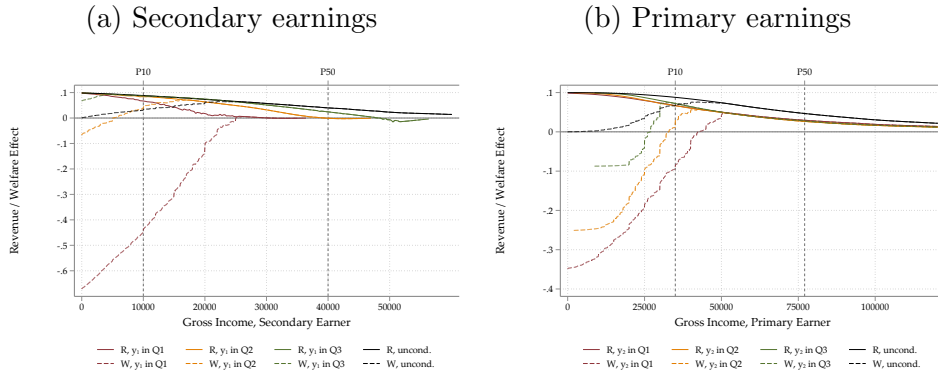 (a) Secondary earnings
P10 P50
.1
0
-.1
-.2
-.3
-.4
-.5
-.6
Revenue / Welfare Effect
0 10000 20000 30000 40000 50000
Gross Income, Secondary Earner
R, y₁ in Q1 R, y₁ in Q2 R, y₁ in Q3 R, uncond.
W, y₁ in Q1 W, y₁ in Q2 W, y₁ in Q3 W, uncond.
(b) Primary earnings
P10 P50
.1
0
-.1
-.2
-.3
-.4
Revenue / Welfare Effect
0 25000 50000 75000 100000
Gross Income, Primary Earner
R, y₂ in Q1 R, y₂ in Q2 R, y₂ in Q3 R, uncond.
W, y₂ in Q1 W, y₂ in Q2 W, y₂ in Q3 W, uncond.